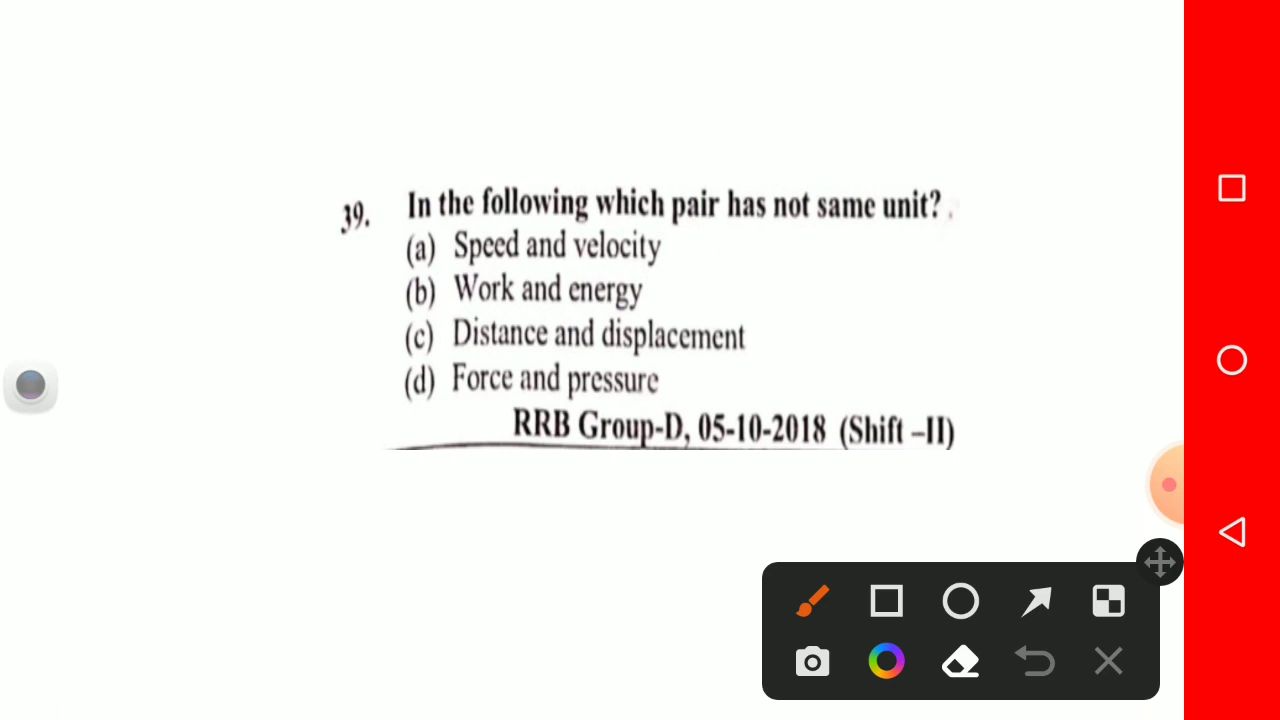 39. In the following which pair has not same unit?
(a) Speed and velocity
(b) Work and energy
(c) Distance and displacement
(d) Force and pressure
RRB Group-D, 05-10-2018 (Shift –II)